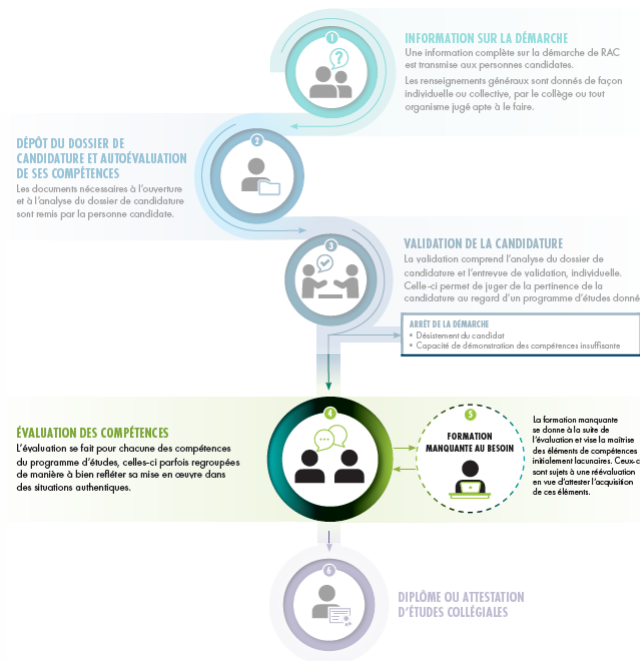 1
INFORMATION SUR LA DÉMARCHE
Une information complète sur la démarche de RAC
est transmise aux personnes candidates.
Les renseignements généraux sont donnés de façon
individuelle ou collective, par le collège ou tout
organisme jugé apte à le faire.
2
DÉPÔT DU DOSSIER DE
CANDIDATURE ET AUTOÉVALUATION
DE SES COMPÉTENCES
Les documents nécessaires à l'ouverture
et à l'analyse du dossier de candidature
sont remis par la personne candidate.
3
VALIDATION DE LA CANDIDATURE
La validation comprend l'analyse du dossier de
candidature et l'entrevue de validation, individuelle.
Celle-ci permet de juger de la pertinence de la
candidature au regard d'un programme d'études donné
ARRÊT DE LA DÉMARCHE
• Désistement du candidat
• Capacité de démonstration des compétences insuffisante
4
ÉVALUATION DES COMPÉTENCES
L'évaluation se fait pour chacune des compétences
du programme d'études, celles-ci parfois regroupées
de manière à bien refléter sa mise en œuvre dans
des situations authentiques.
5
FORMATION
MANQUANTE AU BESOIN
La formation manquante
se donne à la suite de
l'évaluation et vise la maîtrise
des éléments de compétences
initialement lacunaires. Ceux-c
sont sujets à une réévaluation
en vue d'attester l'acquisition
de ces éléments.
6
DIPLÔME OU ATTESTATION
D'ÉTUDES COLLÉGIALES